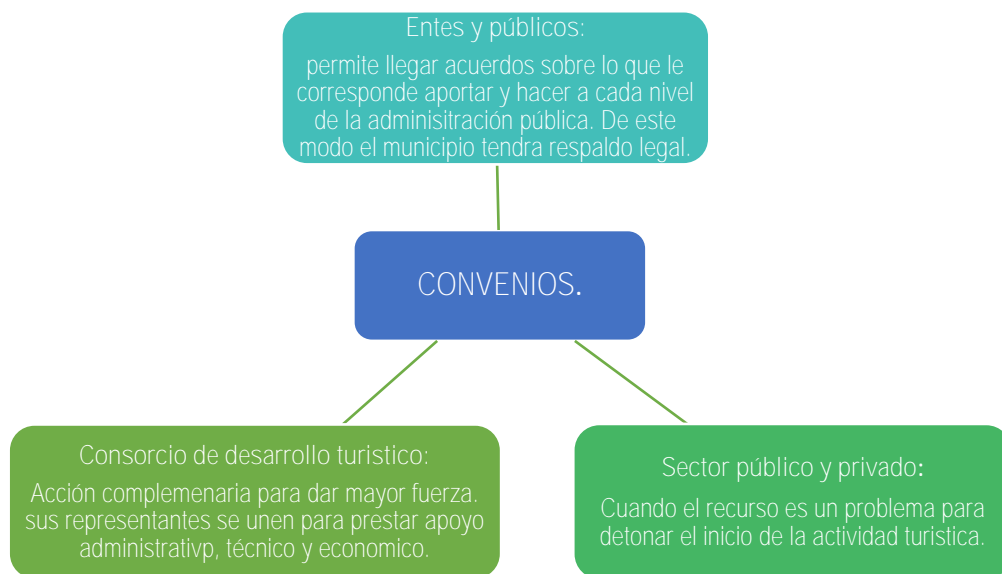 Entes y públicos:
permite llegar acuerdos sobre lo que le
corresponde aportar y hacer a cada nivel
de la adminisitración pública. De este
modo el municipio tendra respaldo legal.
CONVENIOS.
Consorcio de desarrollo turistico:
Acción complemenaria para dar mayor fuerza.
sus representantes se unen para prestar apoyo
administrativp, técnico y economico.
Sector público y privado:
Cuando el recurso es un problema para
detonar el inicio de la actividad turistica.